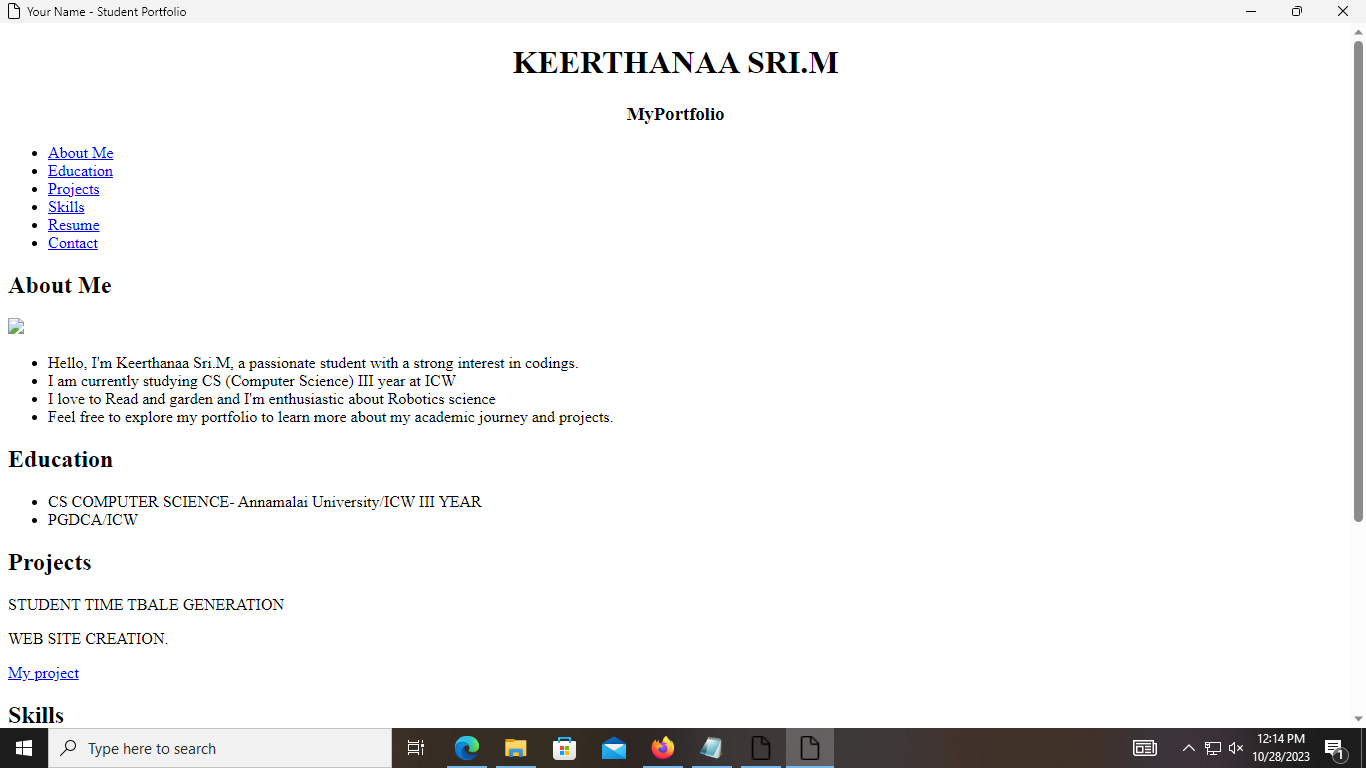 Your Name - Student Portfolio
KEERTHANAA SRI.M
MyPortfolio
About Me
Education
Projects
Skills
Resume
Contact
About Me
Hello, I'm Keerthanaa Sri.M, a passionate student with a strong interest in codings.
I am currently studying CS (Computer Science) III year at ICW
I love to Read and garden and I'm enthusiastic about Robotics science
Feel free to explore my portfolio to learn more about my academic journey and projects.
Education
CS COMPUTER SCIENCE- Annamalai University/ICW III YEAR
PGDCA/ICW
Projects
STUDENT TIME TBALE GENERATION
WEB SITE CREATION.
My project
Skills
Type here to search
12:14 PM
10/28/2023
1